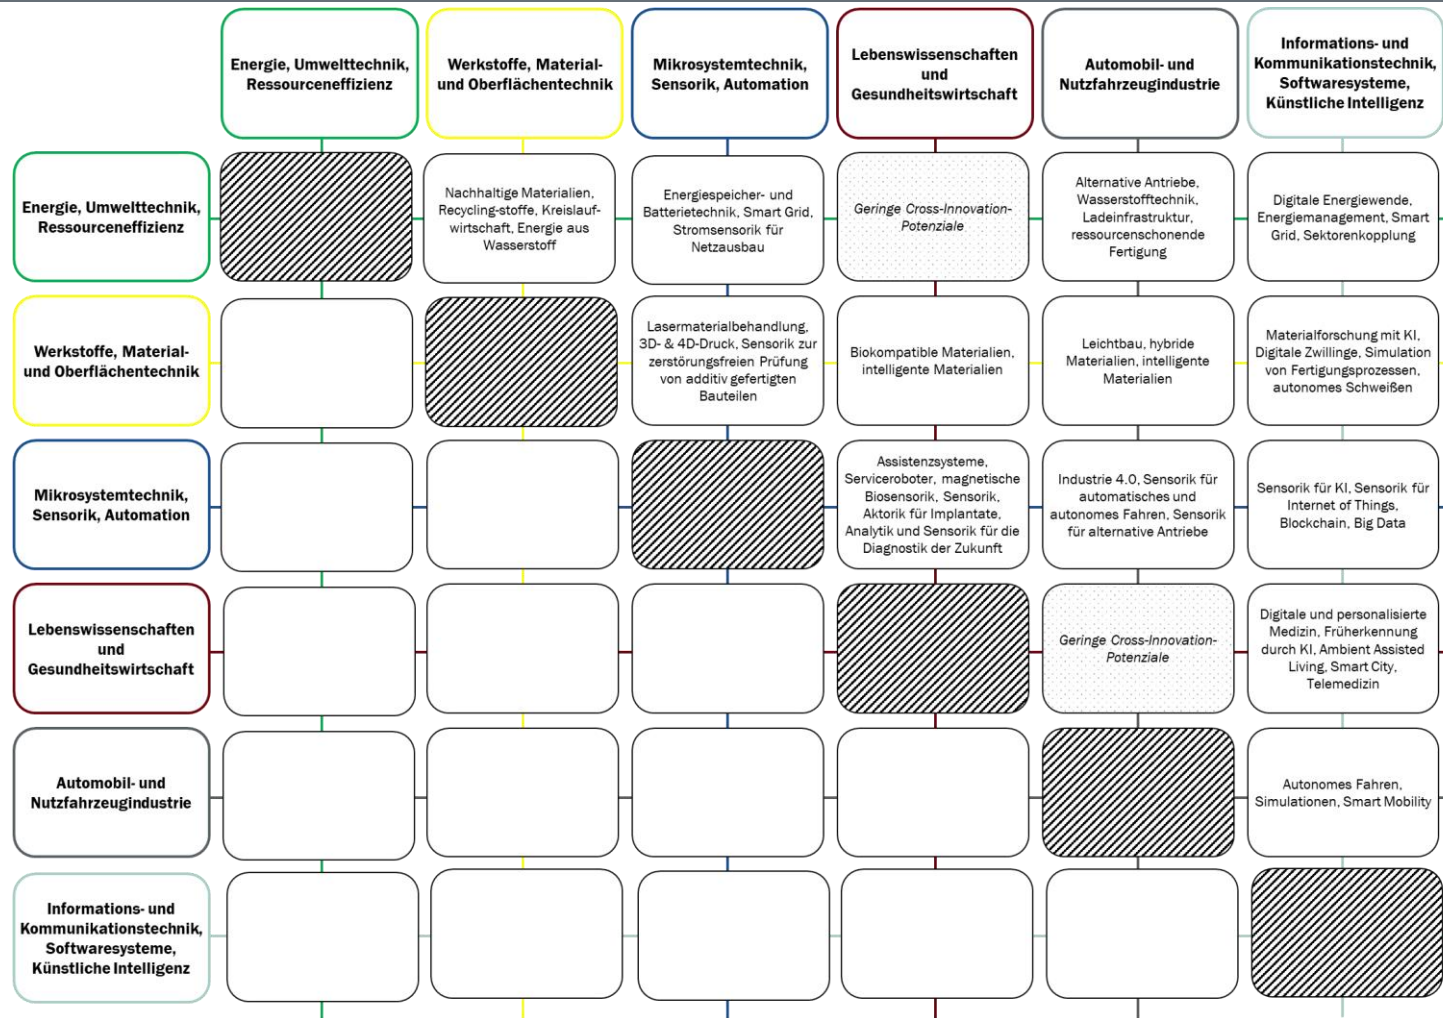 Energie, Umwelttechnik,
Ressourceneffizienz
Werkstoffe, Material-
und Oberflächentechnik
Mikrosystemtechnik,
Sensorik, Automation
Lebenswissenschaften
und
Gesundheitswirtschaft
Automobil- und
Nutzfahrzeugindustrie
Informations- und
Kommunikationstechnik,
Softwaresysteme,
Künstliche Intelligenz
Energie, Umwelttechnik,
Ressourceneffizienz
Nachhaltige Materialien,
Recycling-stoffe, Kreislauf-
wirtschaft, Energie aus
Wasserstoff
Energiespeicher- und
Batterietechnik, Smart Grid,
Stromsensorik für
Netzausbau
Geringe Cross-Innovation-
Potenziale
Alternative Antriebe,
Wasserstofftechnik,
Ladeinfrastruktur,
ressourcenschonende
Fertigung
Digitale Energiewende,
Energiemanagement, Smart
Grid, Sektorenkopplung
Werkstoffe, Material-
und Oberflächentechnik
Lasermaterialbehandlung,
3D- & 4D-Druck, Sensorik zur
zerstörungsfreien Prüfung
von additiv gefertigten
Bauteilen
Biokompatible Materialien,
intelligente Materialien
Leichtbau, hybride
Materialien, intelligente
Materialien
Materialforschung mit KI,
Digitale Zwillinge, Simulation
von Fertigungsprozessen,
autonomes Schweißen
Mikrosystemtechnik,
Sensorik, Automation
Assistenzsysteme,
Serviceroboter, magnetische
Biosensorik, Sensorik,
Aktorik für Implantate,
Analytik und Sensorik für die
Diagnostik der Zukunft
Industrie 4.0, Sensorik für
automatisches und
autonomes Fahren, Sensorik
für alternative Antriebe
Sensorik für KI, Sensorik für
Internet of Things,
Blockchain, Big Data
Lebenswissenschaften
und
Gesundheitswirtschaft
Geringe Cross-Innovation-
Potenziale
Digitale und personalisierte
Medizin, Früherkennung
durch KI, Ambient Assisted
Living, Smart City,
Telemedizin
Automobil- und
Nutzfahrzeugindustrie
Autonomes Fahren,
Simulationen, Smart Mobility
Informations- und
Kommunikationstechnik,
Softwaresysteme,
Künstliche Intelligenz